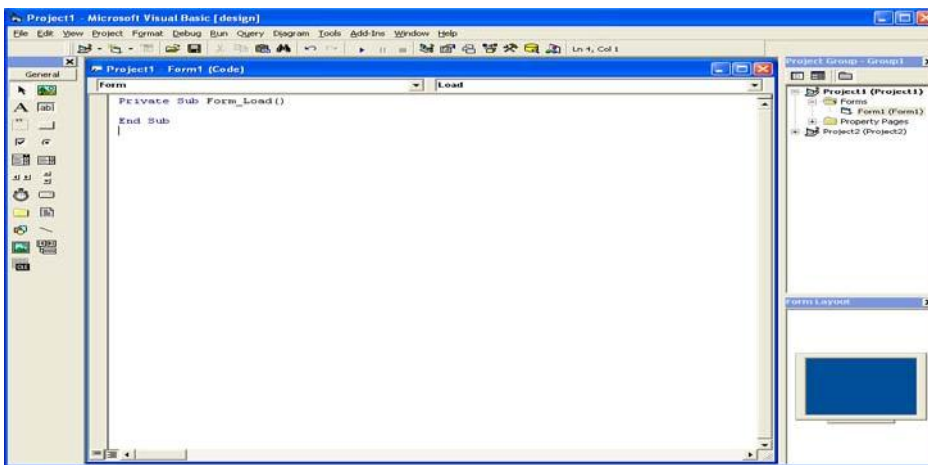 Project1 - Microsoft Visual Basic [design]
File Edit View Project Format Debug Run Query Diagram Tools Add-Ins Window Help
Ln 4, Col 1
General
Project1 - Form1 (Code)
Form
Load
Private Sub Form_Load()
End Sub
Project Group - Group1
Project1 (Project1)
Forms
Form1 (Form1)
Property Pages
Project2 (Project2)
Form Layout